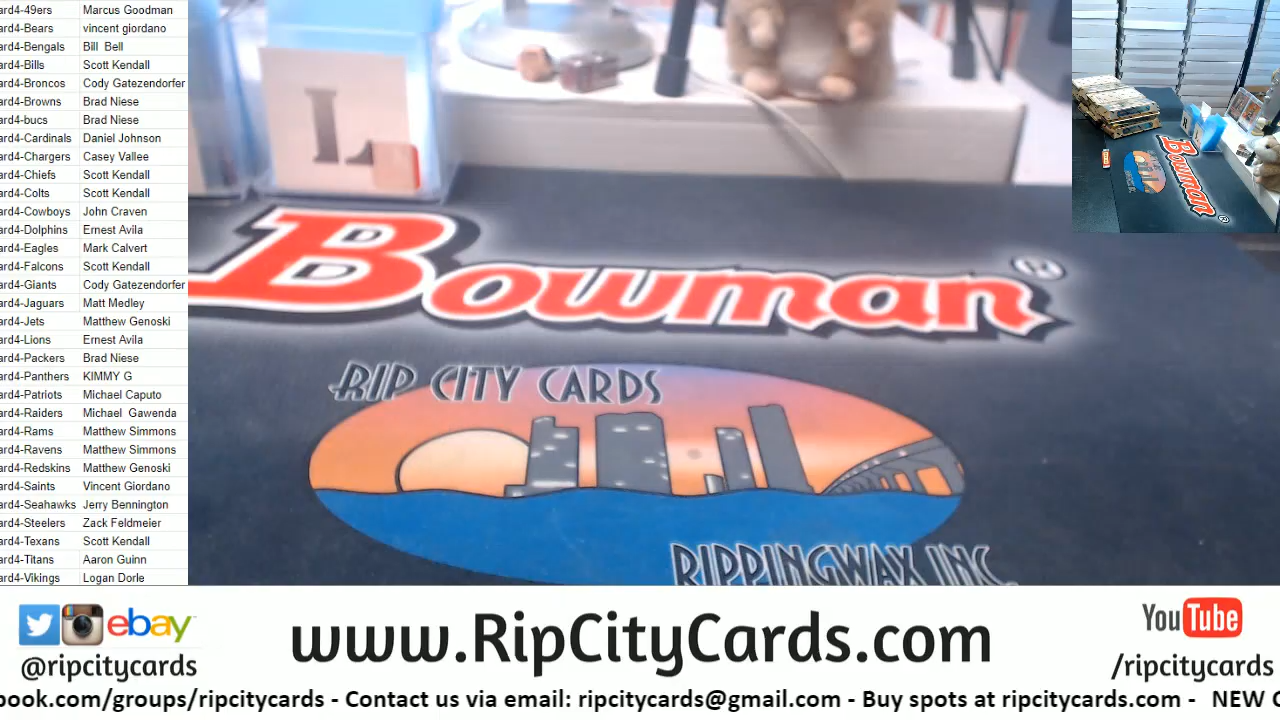 ard4-49ers Marcus Goodman
ard4-Bears vincent giordano
ard4-Bengals Bill Bell
ard4-Bills Scott Kendall
ard4-Broncos Cody Gatezendorfer
ard4-Browns Brad Niese
ard4-bucs Brad Niese
ard4-Cardinals Daniel Johnson
ard4-Chargers Casey Vallee
ard4-Chiefs Scott Kendall
ard4-Colts Scott Kendall
ard4-Cowboys John Craven
ard4-Dolphins Ernest Avila
ard4-Eagles Mark Calvert
ard4-Falcons Scott Kendall
ard4-Giants Cody Gatezendorfer
ard4-Jaguars Matt Medley
ard4-Jets Matthew Genoski
ard4-Lions Ernest Avila
ard4-Packers Brad Niese
ard4-Panthers KIMMY G
ard4-Patriots Michael Caputo
ard4-Raiders Michael Gawenda
ard4-Rams Matthew Simmons
ard4-Ravens Matthew Simmons
ard4-Redskins Matthew Genoski
ard4-Saints Vincent Giordano
ard4-Seahawks Jerry Bennington
ard4-Steelers Zack Feldmeier
ard4-Texans Scott Kendall
ard4-Titans Aaron Guinn
ard4-Vikings Logan Dorle
L
Bowman ®
RIP CITY CARDS
RIPPINGWAX INC.
Bowman ®
ebay
@ripcitycards
www.RipCityCards.com
YouTube
/ripcitycards
book.com/groups/ripcitycards - Contact us via email: ripcitycards@gmail.com - Buy spots at ripcitycards.com - NEW